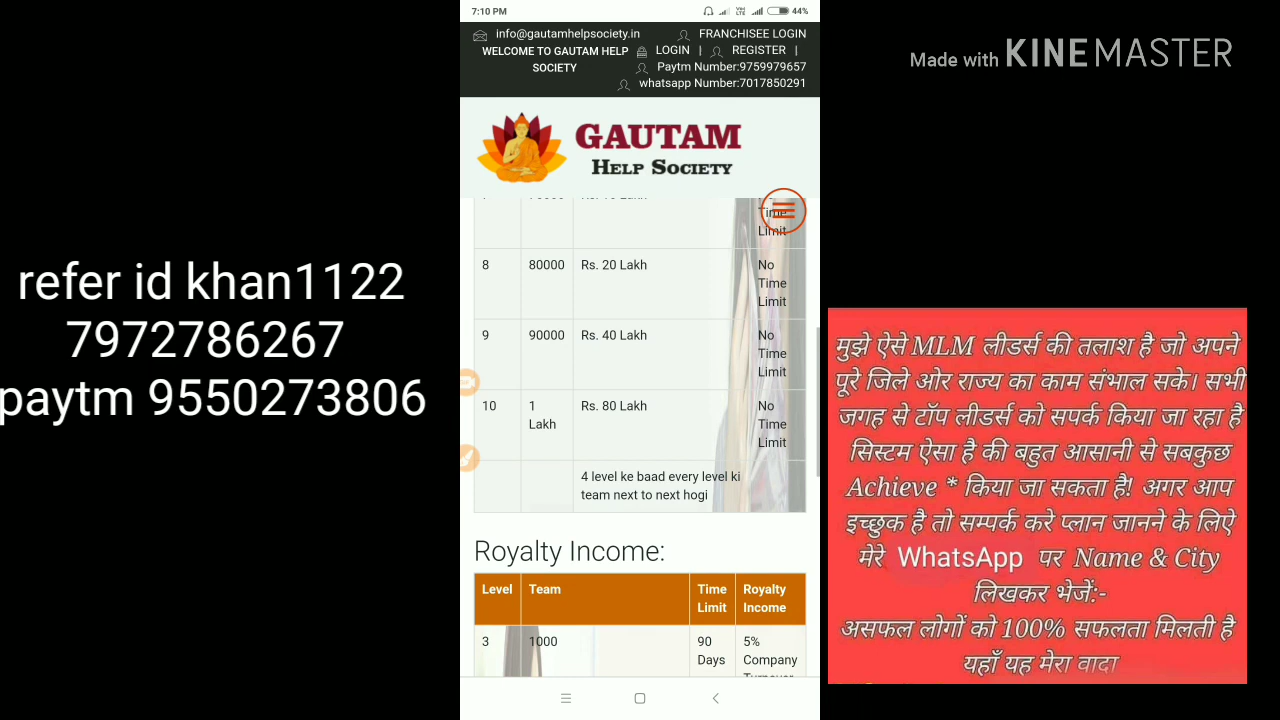 refer id khan1122
7972786267
paytm 9550273806
7:10 PM
44%
info@gautamhelpsociety.in
FRANCHISEE LOGIN
WELCOME TO GAUTAM HELP SOCIETY
LOGIN | REGISTER |
Paytm Number:9759979657
whatsapp Number:7017850291
GAUTAM
HELP SOCIETY
Time
Limit
8 80000 Rs. 20 Lakh No Time Limit
9 90000 Rs. 40 Lakh No Time Limit
10 1 Lakh Rs. 80 Lakh No Time Limit
4 level ke baad every level ki
team next to next hogi
Royalty Income:
Level Team Time Limit Royalty Income
3 1000 90 Days 5% Company
Made with KINEMASTER
मुझे ऐसे MLM लीडर्स की तलाश है जो अपने
पूरे जिले ओर राज्य का काम संभाल सके। सभी
जगह से टॉप लीडर्स को सपर्क किया जा रहा है
सिस्टम ऐसा है की बहुत आसानी से सबकुछ
Achieve * किया जा सकता है! अगर आप
इच्छुक है तो सम्पर्क करे प्लान जानने के लिऐ
मेरे WhatsApp पर Name & City
लिखकर भेजें:-
असफल लोगों को 100% सफलता मिलती है
यहाँ यह मेरा वादा